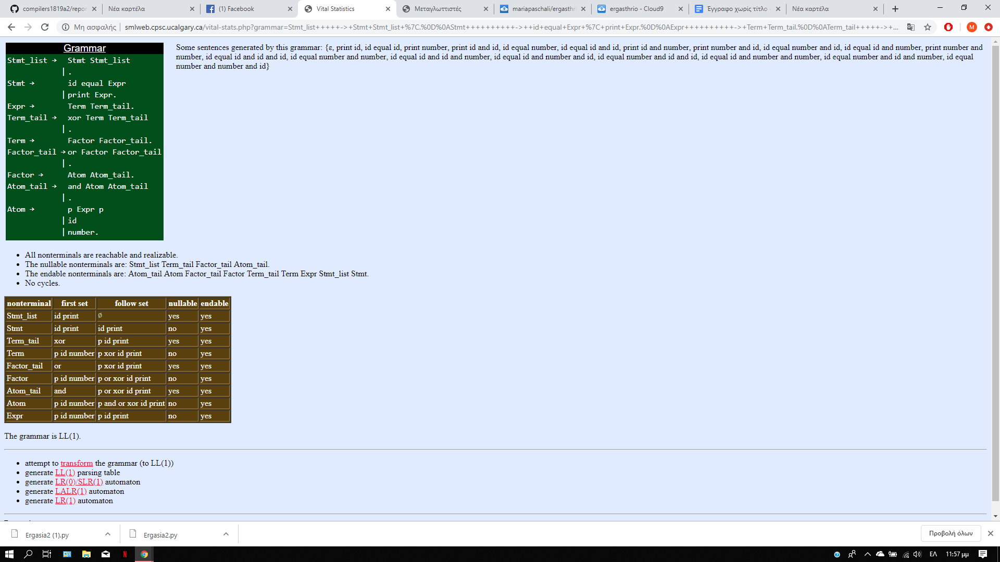 compilers1819a2/repor
Νέα καρτέλα
(1) Facebook
Vital Statistics
Μεταγλωττιστές
mariapaschali/ergasthri
ergasthrio - Cloud9
Έγγραφο χωρίς τίτλο -
Νέα καρτέλα
Μη ασφαλής | smlweb.cpsc.ucalgary.ca/vital-stats.php?grammar=Stmt_list+++++->+Stmt+Stmt_list+%7C.%0D%0AStmt++++++++++->++id+equal+Expr+%7C+print+Expr.%0D%0AExpr++++++++++->+Term+Term_tail.%0D%0ATerm_tail+++++->+...
M
Grammar
Stmt_list → Stmt Stmt_list
| .
Stmt → id equal Expr
| print Expr.
Expr → Term Term_tail.
Term_tail → xor Term Term_tail
| .
Term → Factor Factor_tail.
Factor_tail → or Factor Factor_tail
| .
Factor → Atom Atom_tail.
Atom_tail → and Atom Atom_tail
| .
Atom → p Expr p
| id
| number.
Some sentences generated by this grammar: {ε, print id, id equal id, print number, print id and id, id equal number, id equal id and id, print id and number, print number and id, id equal number and id, id equal id and number, print number and
number, id equal id and id and id, id equal number and number, id equal id and id and number, id equal id and number and id, id equal number and id and id, id equal id and number and number, id equal number and id and number, id equal
number and number and id}
• All nonterminals are reachable and realizable.
• The nullable nonterminals are: Stmt_list Term_tail Factor_tail Atom_tail.
• The endable nonterminals are: Atom_tail Atom Factor_tail Factor Term_tail Term Expr Stmt_list Stmt.
• No cycles.
nonterminal first set follow set nullable endable
Stmt_list id print ∅ yes yes
Stmt id print id print no yes
Term_tail xor p id print yes yes
Term p id number p xor id print no yes
Factor_tail or p xor id print yes yes
Factor p id number p or xor id print no yes
Atom_tail and p or xor id print yes yes
Atom p id number p and or xor id print no yes
Expr p id number p id print no yes
The grammar is LL(1).
• attempt to transform the grammar (to LL(1))
• generate LL(1) parsing table
• generate LR(0)/SLR(1) automaton
• generate LALR(1) automaton
• generate LR(1) automaton
Ergasia2 (1).py
Ergasia2.py
Προβολή όλων
ΕΛ
11:57 μμ